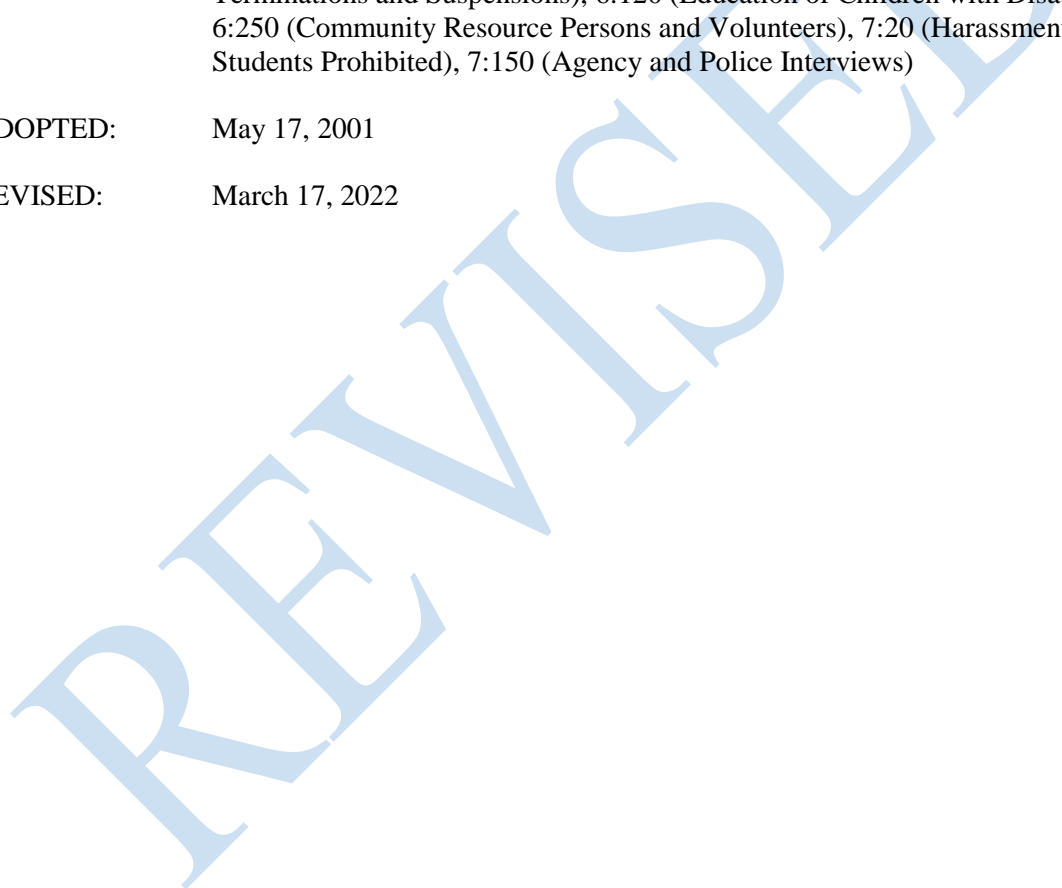 Terminations and Suspensions), 6:120 (Education of Children with Disa
6:250 (Community Resource Persons and Volunteers), 7:20 (Harassmen
Students Prohibited), 7:150 (Agency and Police Interviews)
DOPTED: May 17, 2001
EVISED: March 17, 2022
REVISED